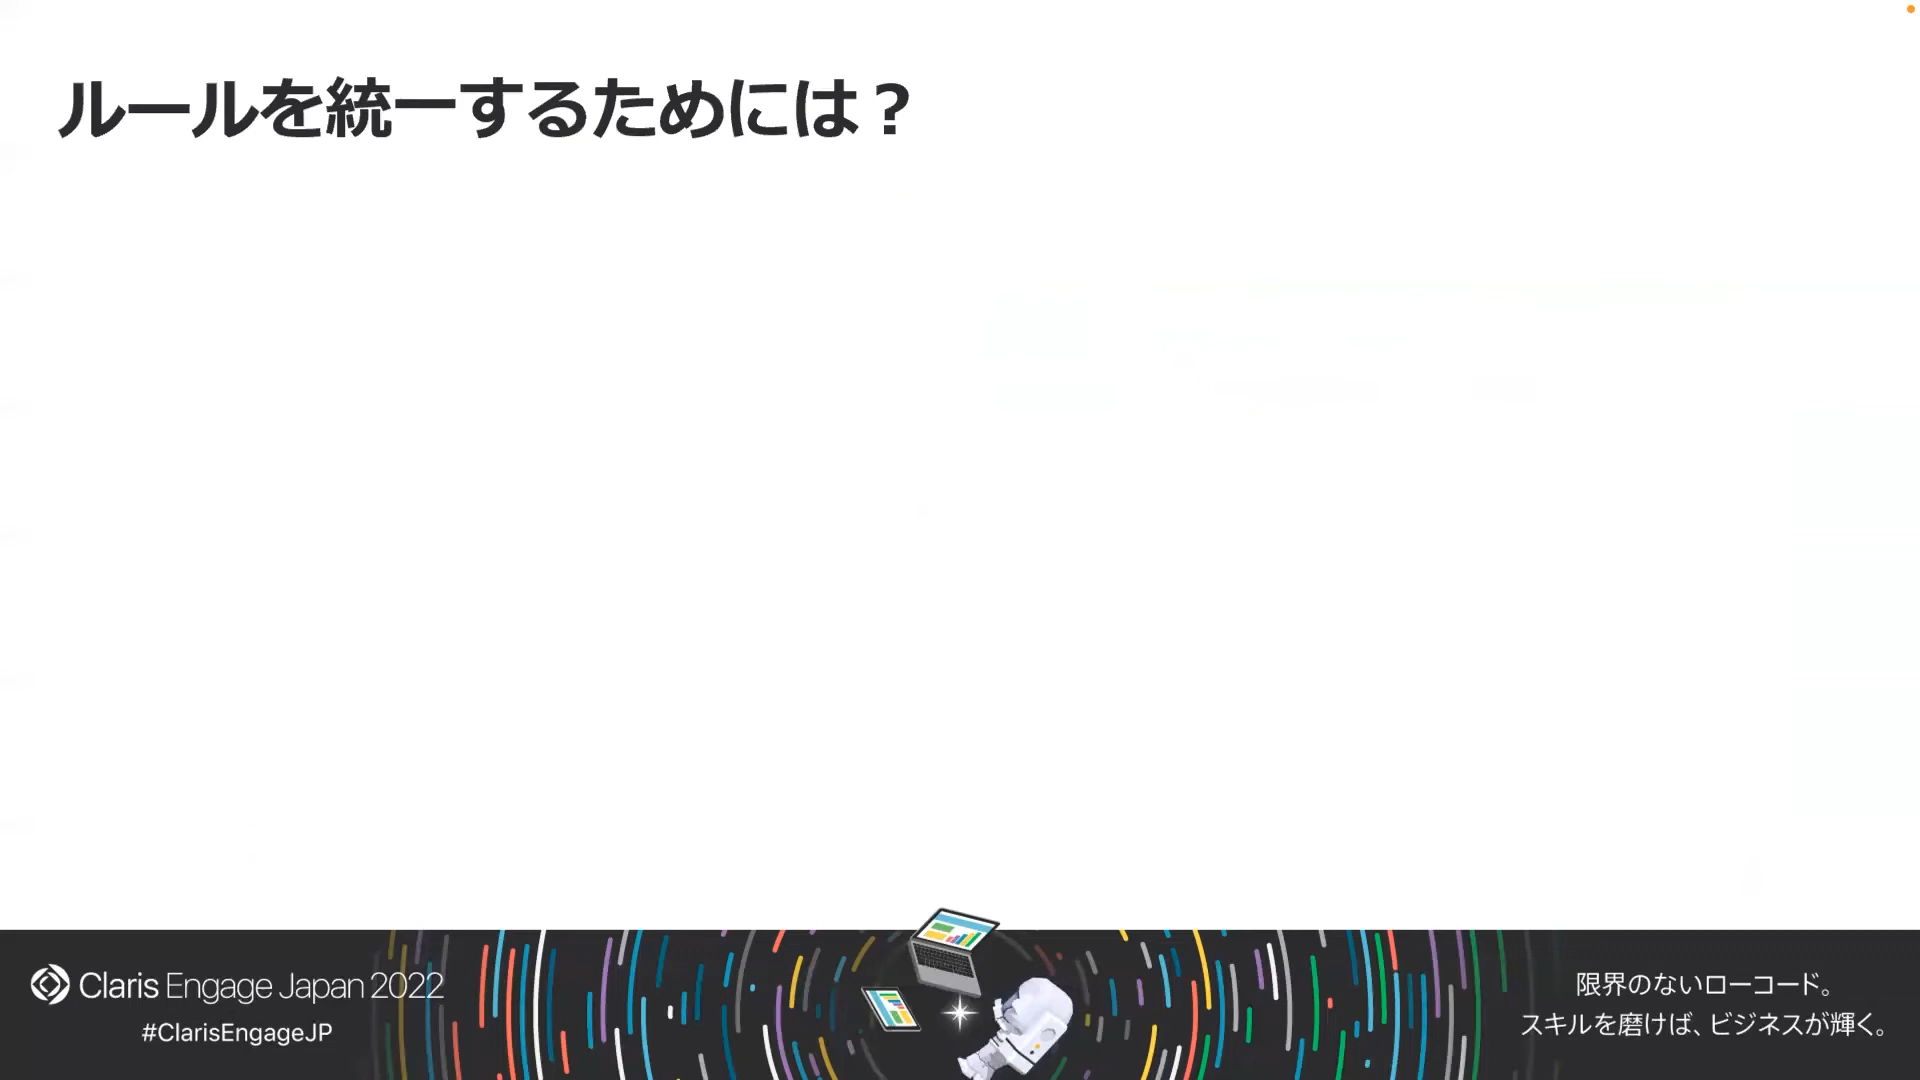 ルールを統一するためには？
Claris Engage Japan 2022
#ClarisEngageJP
限界のないローコード。
スキルを磨けば、ビジネスが輝く。